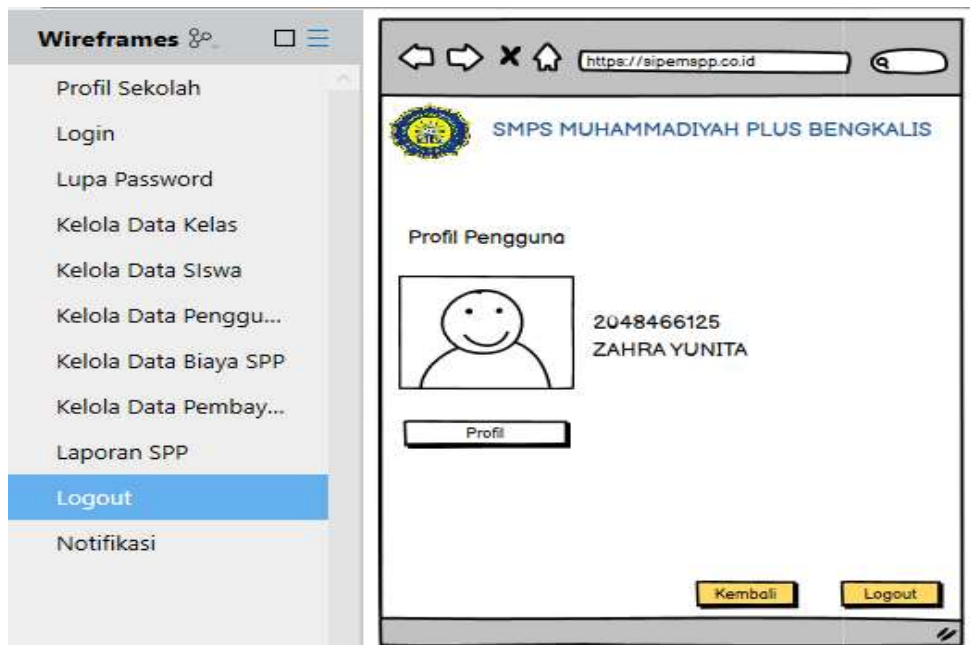 Wireframes
Profil Sekolah
Login
Lupa Password
Kelola Data Kelas
Kelola Data SIswa
Kelola Data Penggu...
Kelola Data Biaya SPP
Kelola Data Pembay...
Laporan SPP
Logout
Notifikasi
https://sipemspp.co.id
SMPS MUHAMMADIYAH PLUS BENGKALIS
Profil Pengguna
2048466125
ZAHRA YUNITA
Profil
Kembali
Logout